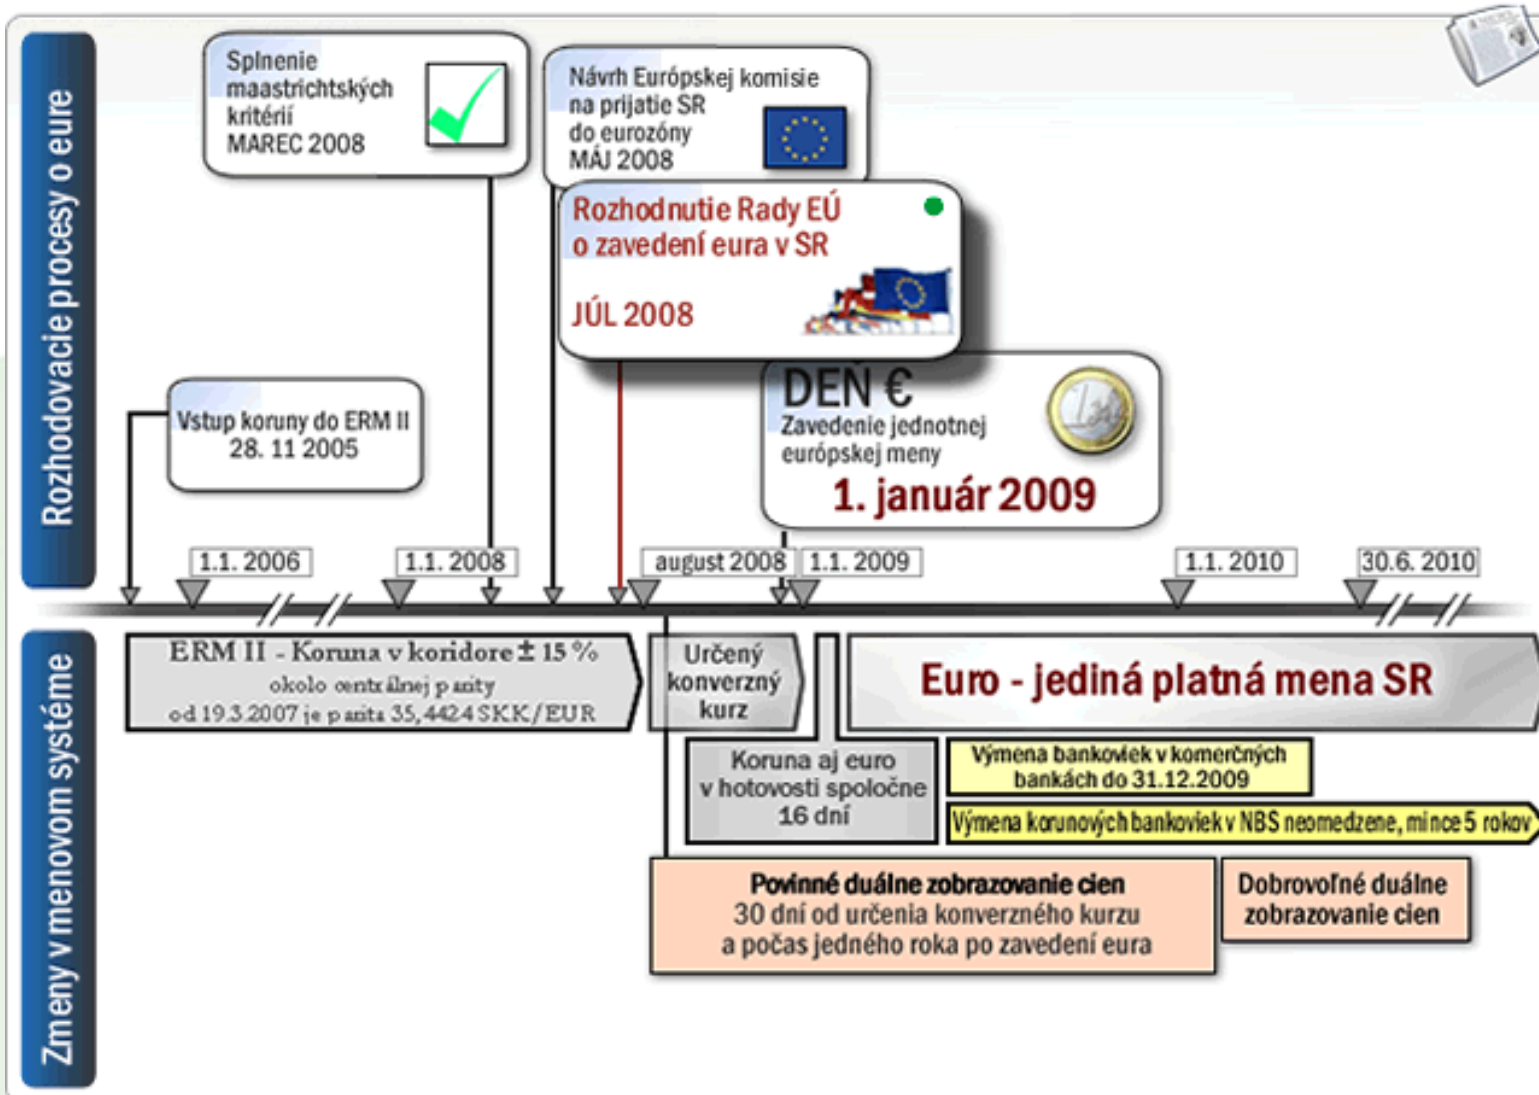 Rozhodovacie procesy o eure
Splnenie
maastrichtských
kritérií
MAREC 2008
Návrh Európskej komisie
na prijatie SR
do eurozóny
MÁJ 2008
Rozhodnutie Rady EÚ
o zavedení eura v SR
JÚL 2008
Vstup koruny do ERM II
28. 11 2005
DEŇ €
Zavedenie jednotnej
európskej meny
1. január 2009
1.1. 2006
1.1. 2008
august 2008
1.1. 2009
1.1. 2010
30.6. 2010
Zmeny v menovom systéme
ERM II - Koruna v koridore ± 15 %
okolo centrálnej parity
od 19.3.2007 je parita 35,4424 SKK/EUR
Určený
konverzný
kurz
Euro - jediná platná mena SR
Koruna aj euro
v hotovosti spoločne
16 dní
Výmena bankoviek v komerčných
bankách do 31.12.2009
Výmena korunových bankoviek v NBS neomedzene, mince 5 rokov
Povinné duálne zobrazovanie cien
30 dní od určenia konverzného kurzu
a počas jedného roka po zavedení eura
Dobrovoľné duálne
zobrazovanie cien